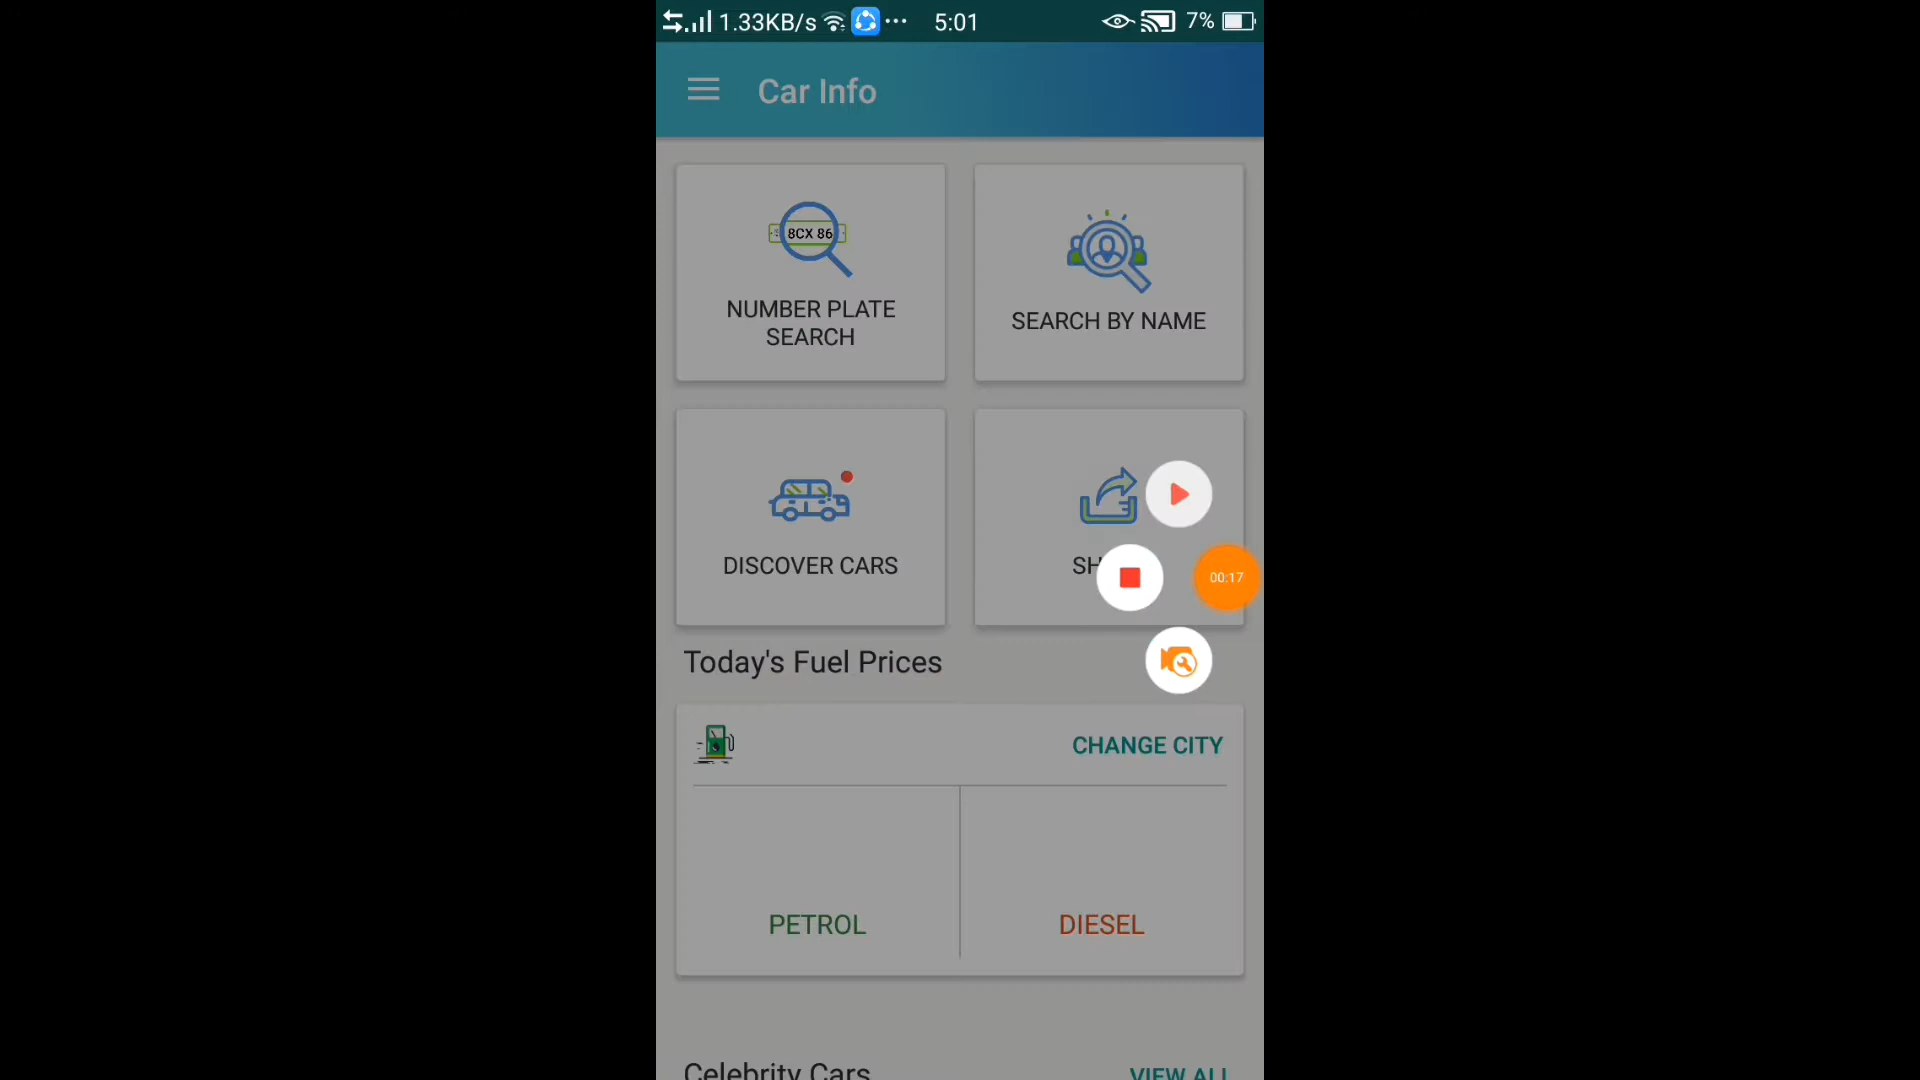 1.33KB/s ... 5:01 7%
Car Info
8CX 86
NUMBER PLATE
SEARCH
SEARCH BY NAME
DISCOVER CARS
SH
00:17
Today's Fuel Prices
CHANGE CITY
PETROL
DIESEL
Celebrity Cars
VIEW ALL